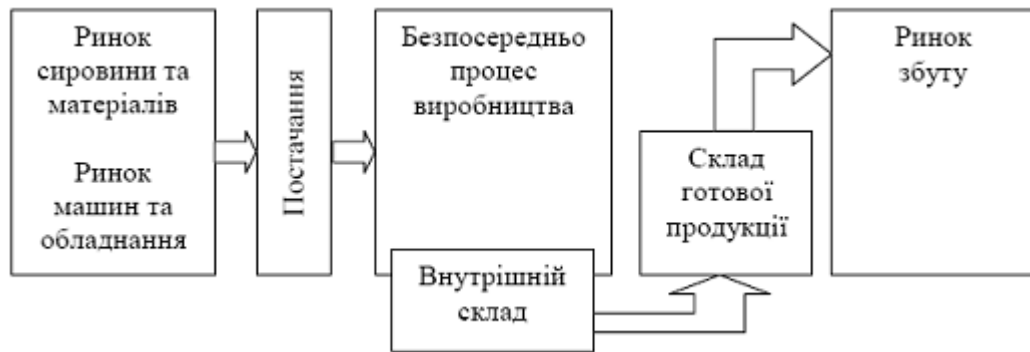 Ринок
сировини та
матеріалів
Ринок
машин та
обладнання
Постачання
Безпосередньо
процес
виробництва
Внутрішній
склад
Склад
готової
продукції
Ринок
збуту